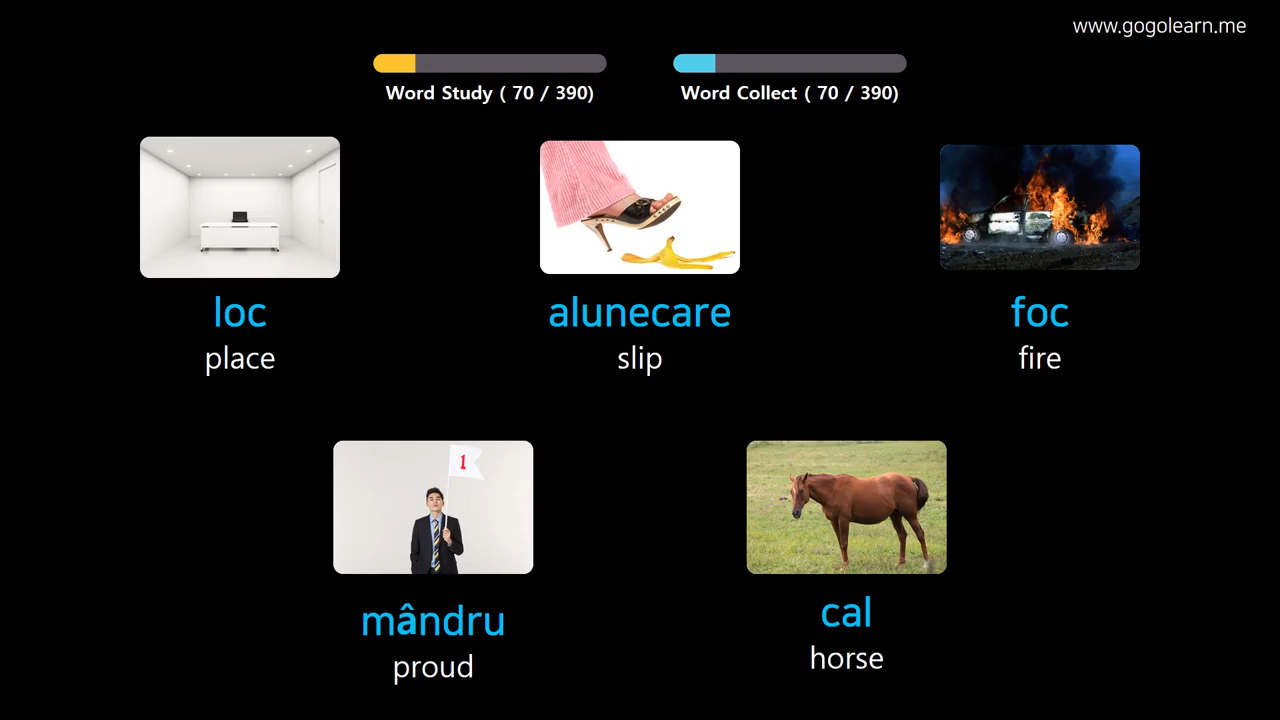 www.gogolearn.me
Word Study ( 70 / 390)
Word Collect ( 70 / 390)
loc
place
alunecare
slip
foc
fire
1
mândru
proud
cal
horse